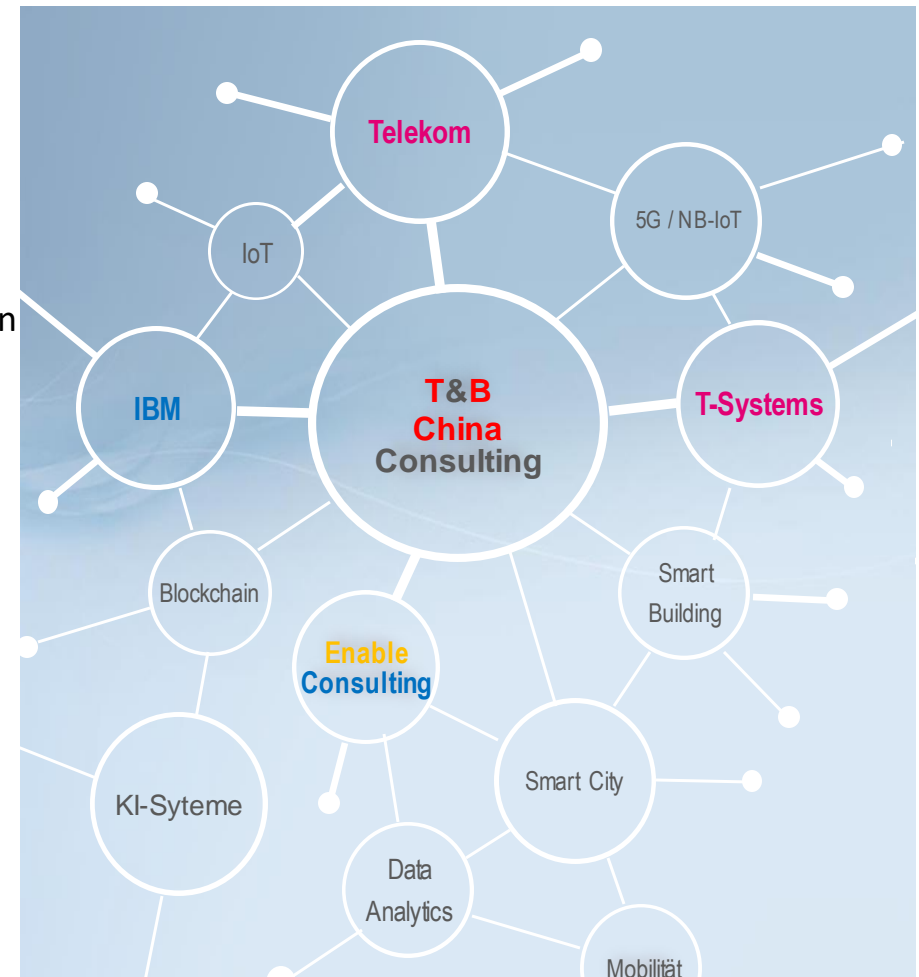 Telekom
5G / NB-IoT
IoT
n
IBM
T&B
China
Consulting
T-Systems
Blockchain
Smart
Building
Enable
Consulting
KI-Syteme
Smart City
Data
Analytics
Mobilität